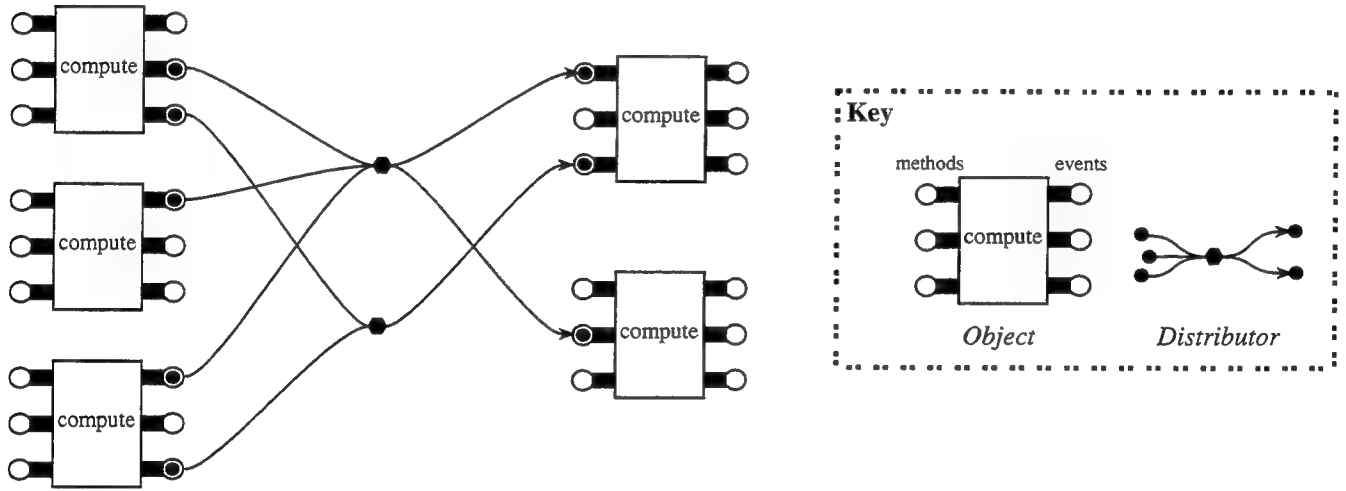 compute
compute
compute
compute
compute
Key
methods events
compute
Object Distributor